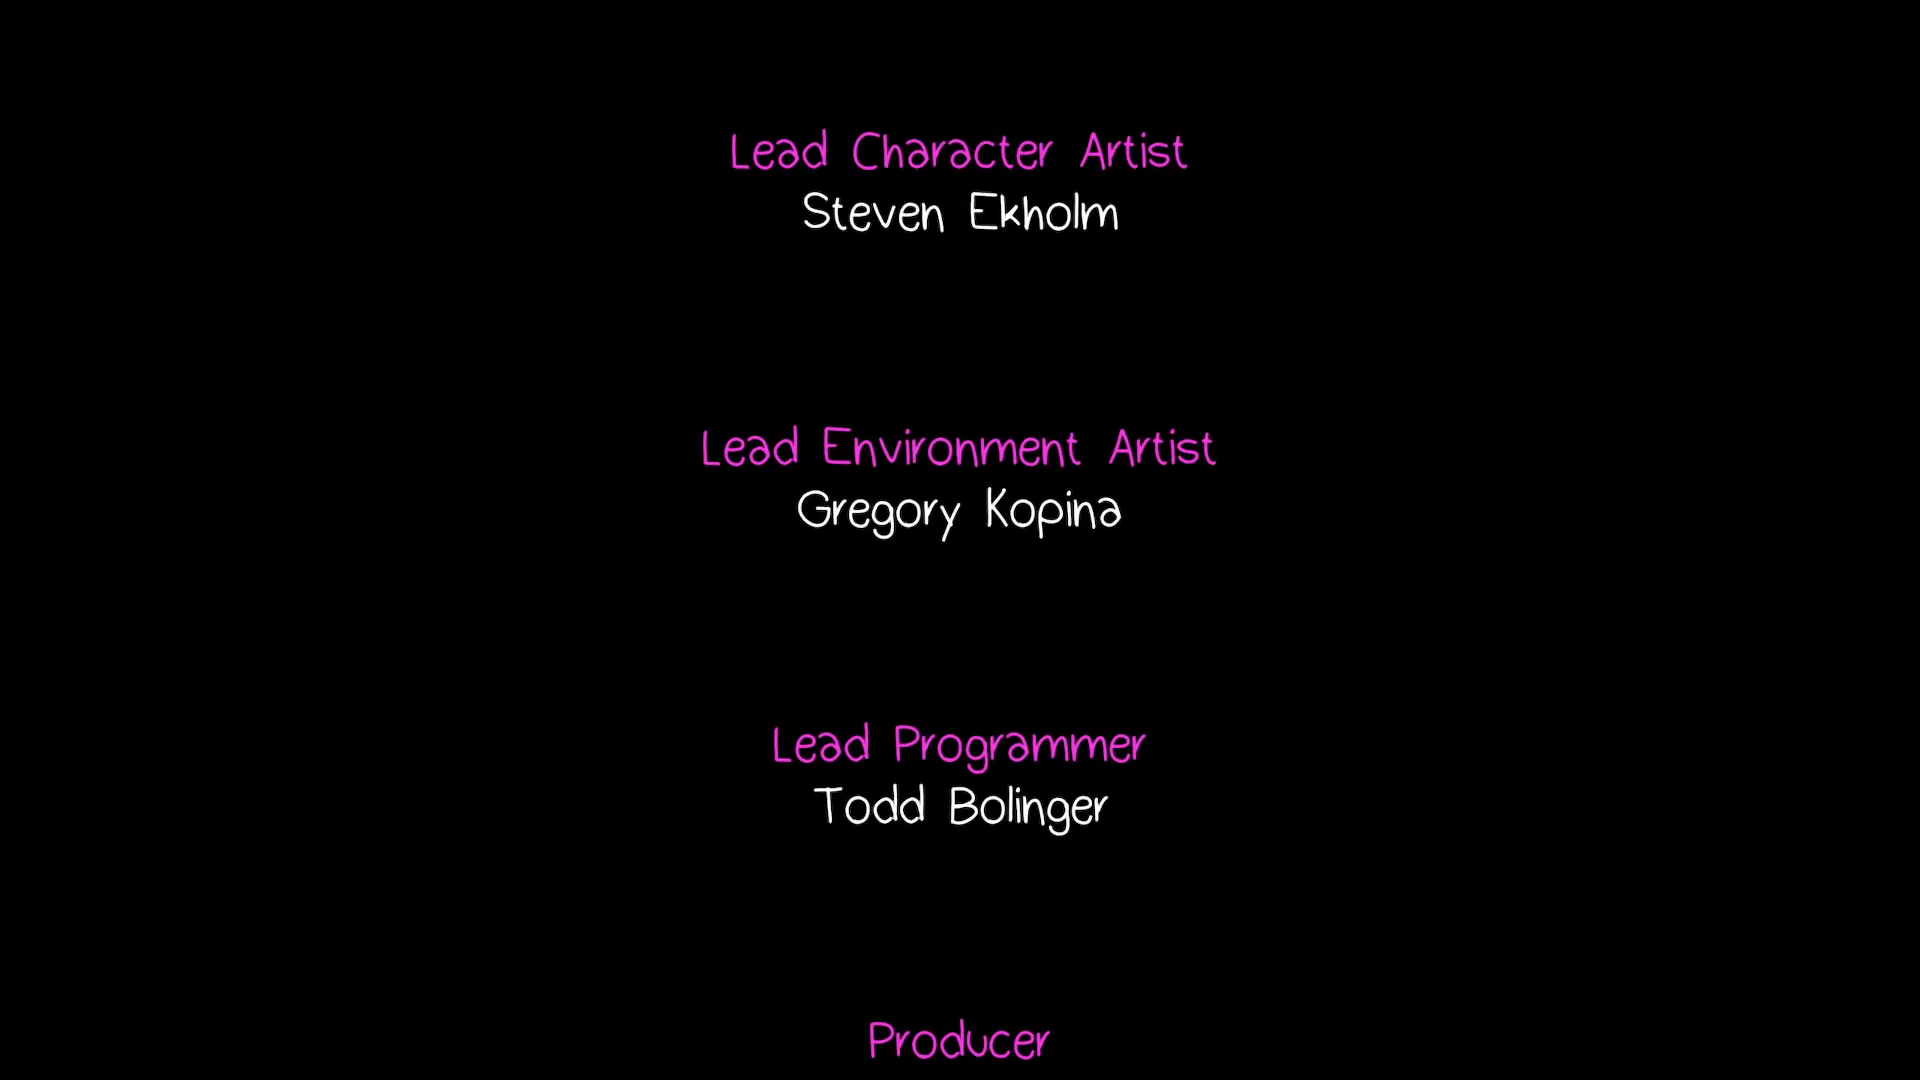 Lead Character Artist
Steven Ekholm
Lead Environment Artist
Gregory Kopina
Lead Programmer
Todd Bolinger
Producer